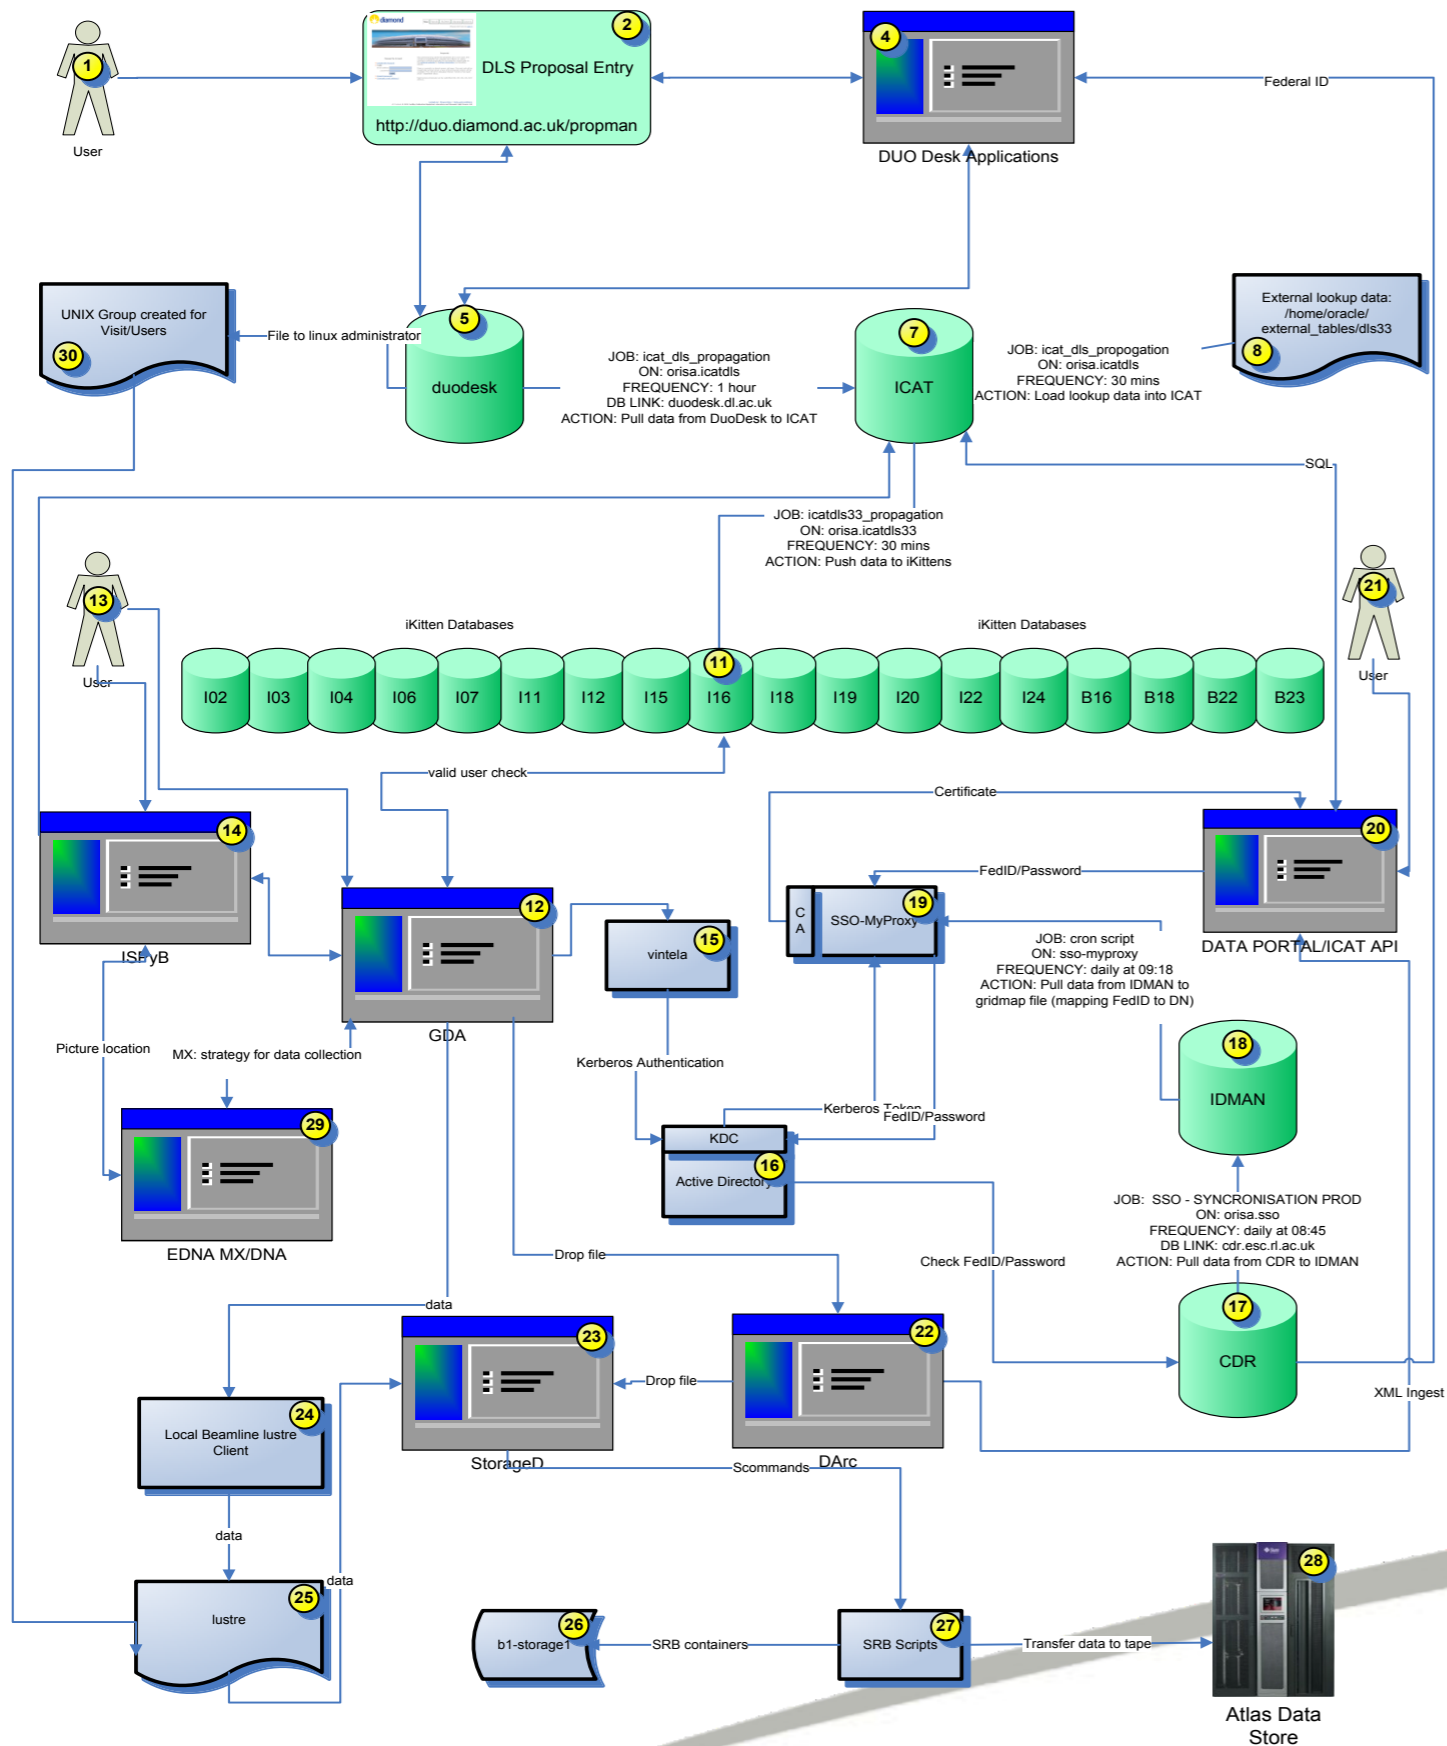 diamond
2
4
1
DLS Proposal Entry
http://duo.diamond.ac.uk/propman
DUO Desk Applications
Federal ID
User
UNIX Group created for
Visit/Users
30
File to linux administrator
5
duodesk
JOB: icat_dls_propagation
ON: orisa.icatdls
FREQUENCY: 1 hour
DB LINK: duodesk.dl.ac.uk
ACTION: Pull data from DuoDesk to ICAT
7
ICAT
JOB: icat_dls_propogation
ON: orisa.icatdls
FREQUENCY: 30 mins
ACTION: Load lookup data into ICAT
External lookup data:
/home/oracle/
external_tables/dls33
8
SQL
JOB: icatdls33_propagation
ON: orisa.icatdls33
FREQUENCY: 30 mins
ACTION: Push data to iKittens
13
User
21
User
iKitten Databases
iKitten Databases
11
I02
I03
I04
I06
I07
I11
I12
I15
I16
I18
I19
I20
I22
I24
B16
B18
B22
B23
valid user check
Certificate
14
ISPyB
12
GDA
15
vintela
FedID/Password
C
A
SSO-MyProxy
19
20
DATA PORTAL/ICAT API
JOB: cron script
ON: sso-myproxy
FREQUENCY: daily at 09:18
ACTION: Pull data from IDMAN to
gridmap file (mapping FedID to DN)
Picture location
MX: strategy for data collection
Kerberos Authentication
18
IDMAN
Kerberos Token
FedID/Password
29
EDNA MX/DNA
KDC
16
Active Directory
JOB: SSO - SYNCRONISATION PROD
ON: orisa.sso
FREQUENCY: daily at 08:45
DB LINK: cdr.esc.rl.ac.uk
ACTION: Pull data from CDR to IDMAN
Drop file
Check FedID/Password
data
17
CDR
23
StorageD
Drop file
22
DArc
XML Ingest
24
Local Beamline lustre
Client
Scommands
data
data
25
lustre
26
b1-storage1
SRB containers
27
SRB Scripts
Transfer data to tape
28
Atlas Data
Store